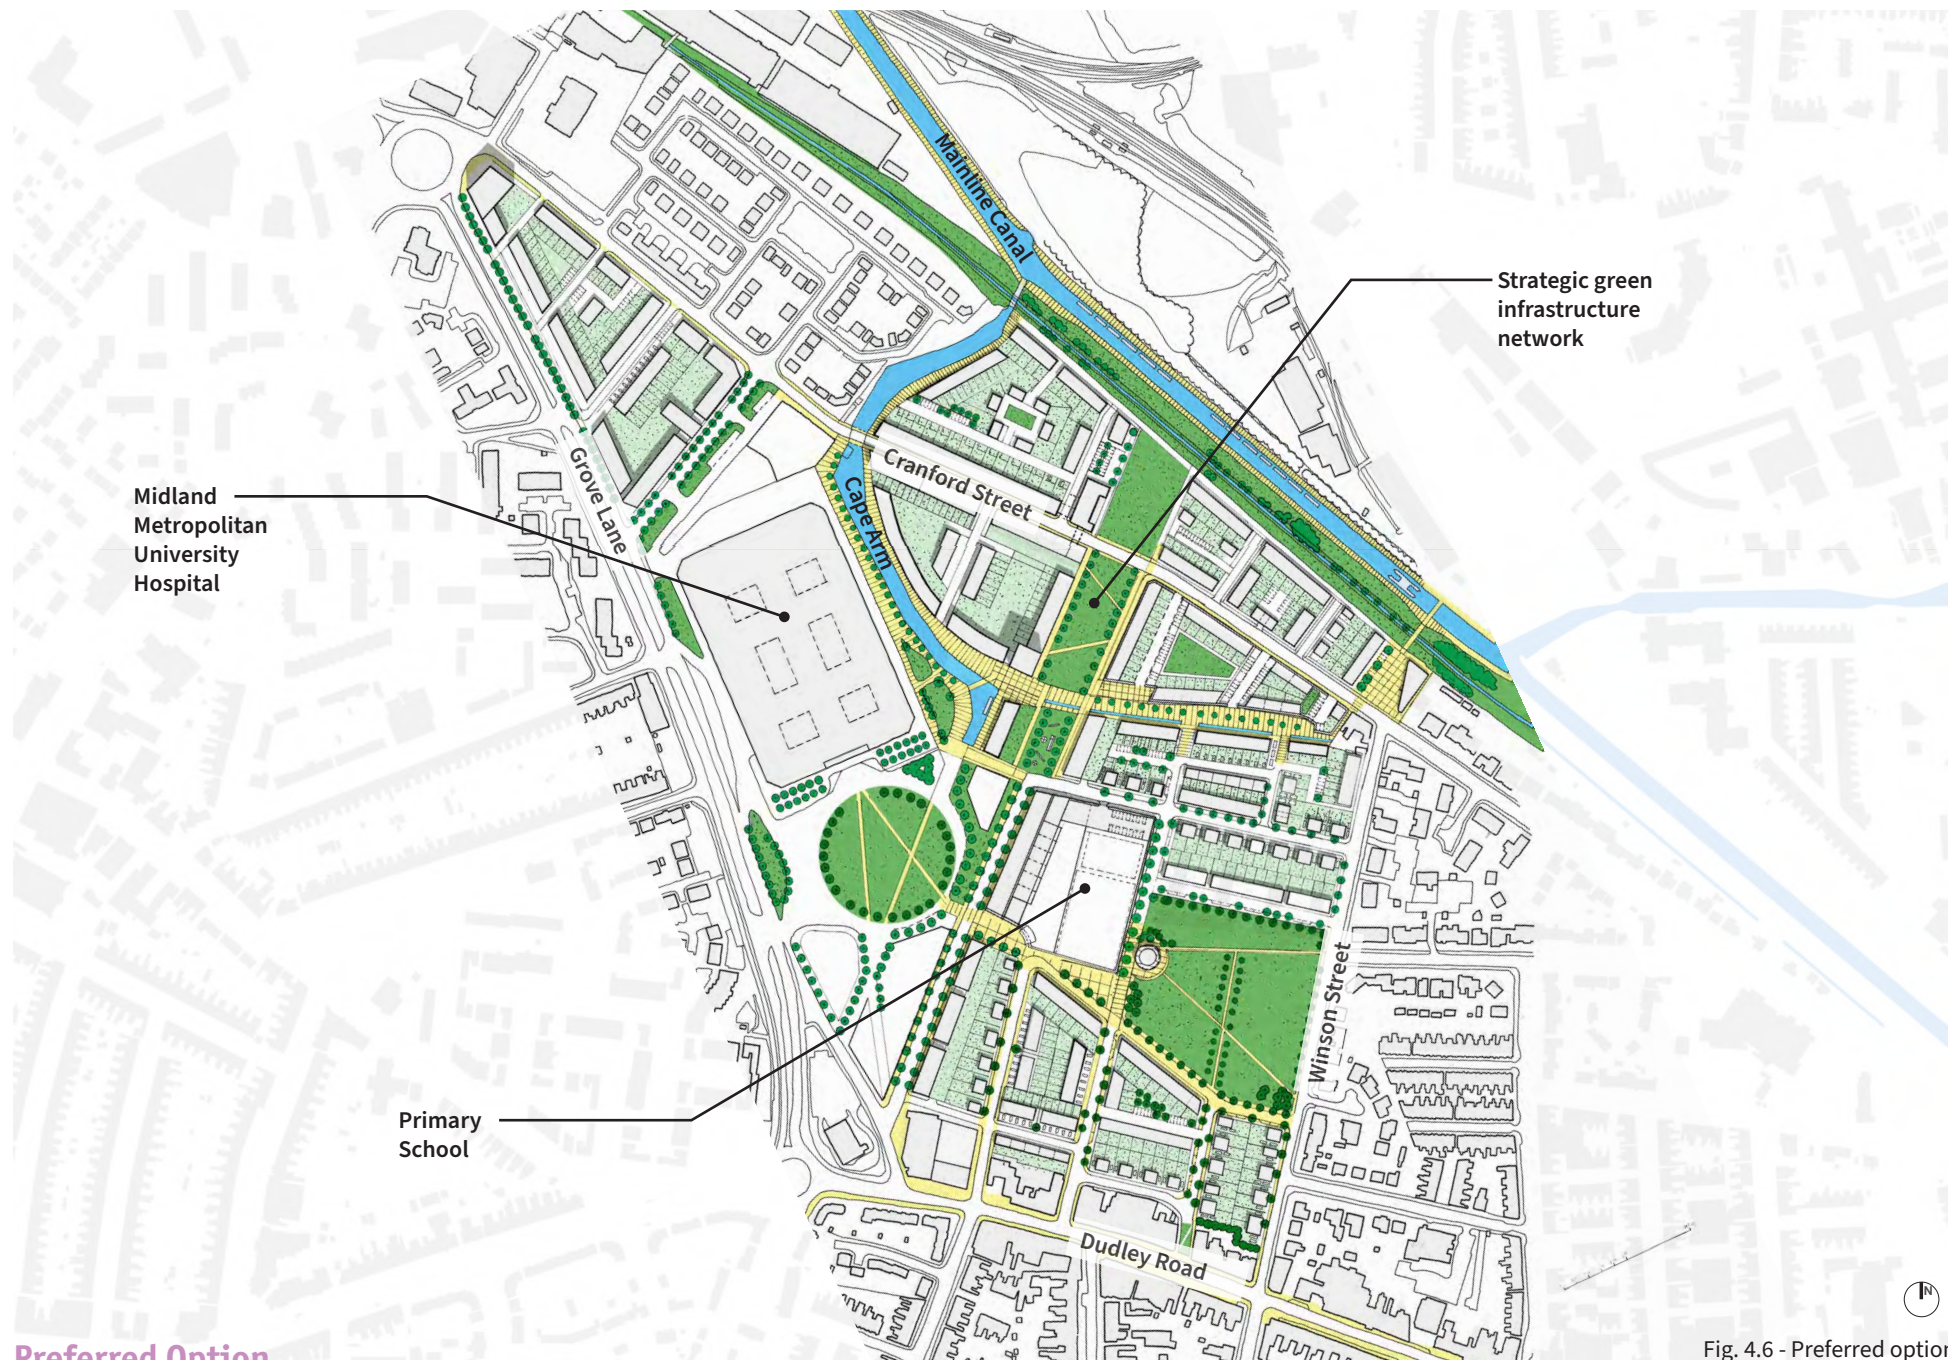 Mainline Canal
Strategic green
infrastructure
network
Cranford Street
Grove Lane
Cape Arm
Midland
Metropolitan
University
Hospital
Winson Street
Primary
School
Dudley Road
N
Preferred Option
Fig. 4.6 - Preferred option